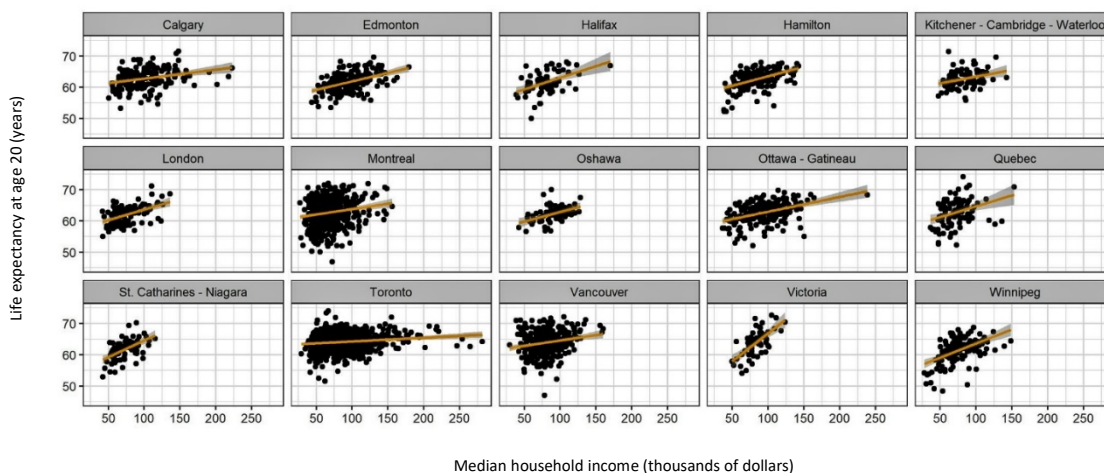 Calgary Edmonton Halifax Hamilton Kitchener - Cambridge - Waterloo
70
60
50
London Montreal Oshawa Ottawa - Gatineau Quebec
70
60
50
St. Catharines - Niagara Toronto Vancouver Victoria Winnipeg
70
60
50
50 100 150 200 250 50 100 150 200 250 50 100 150 200 250 50 100 150 200 250 50 100 150 200 250
Life expectancy at age 20 (years)
Median household income (thousands of dollars)